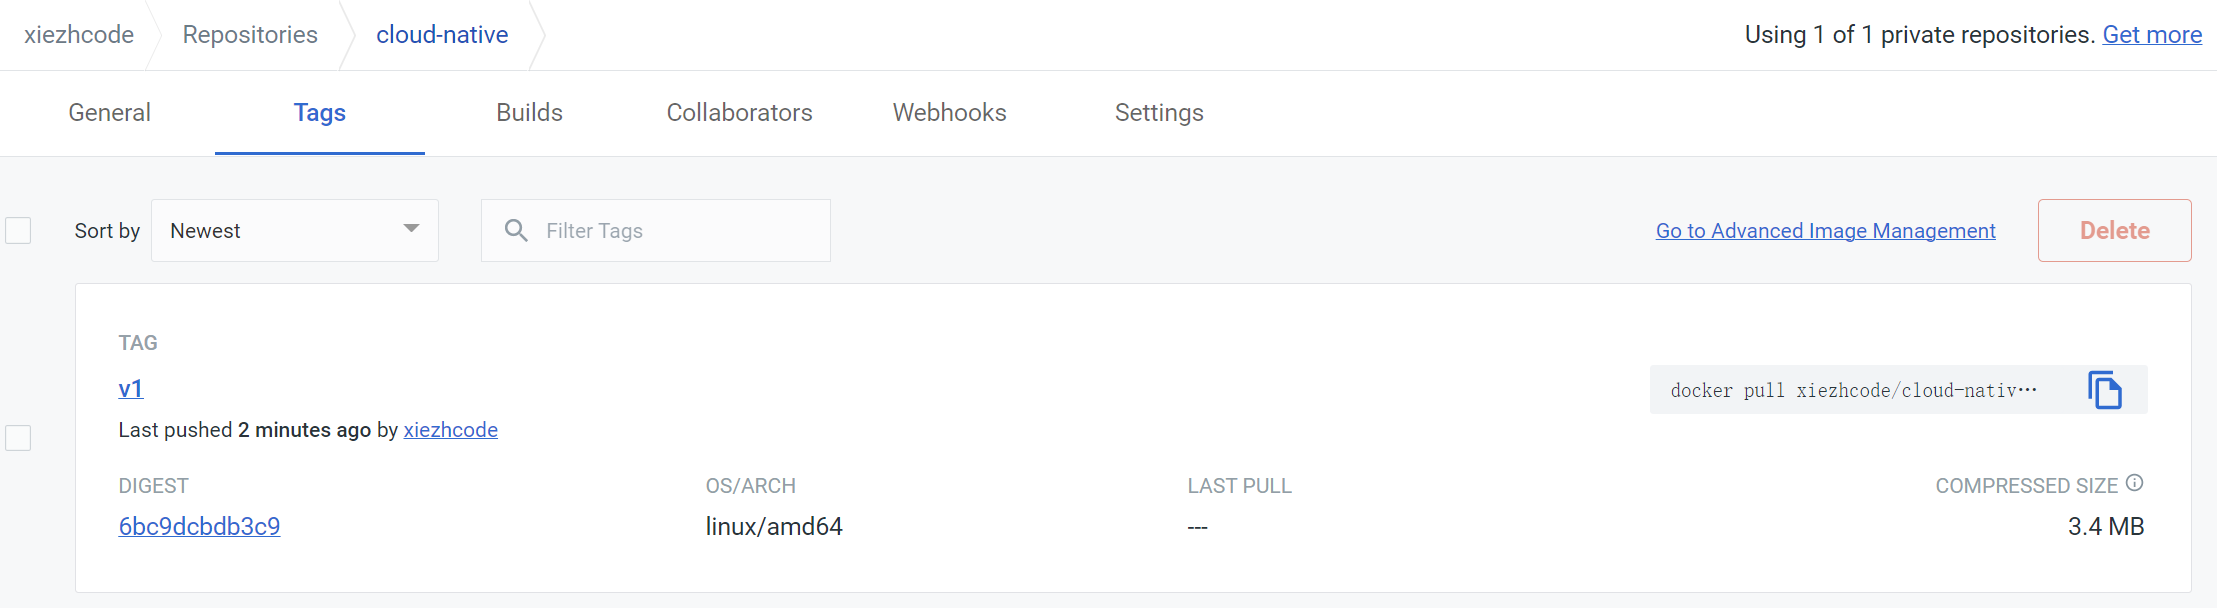 xiezhcode Repositories cloud-native Using 1 of 1 private repositories. Get more
General Tags Builds Collaborators Webhooks Settings
Sort by Newest Filter Tags Go to Advanced Image Management Delete
TAG
v1 docker pull xiezhcode/cloud-nativ···
Last pushed 2 minutes ago by xiezhcode
DIGEST OS/ARCH LAST PULL COMPRESSED SIZE
6bc9dcbdb3c9 linux/amd64 --- 3.4 MB